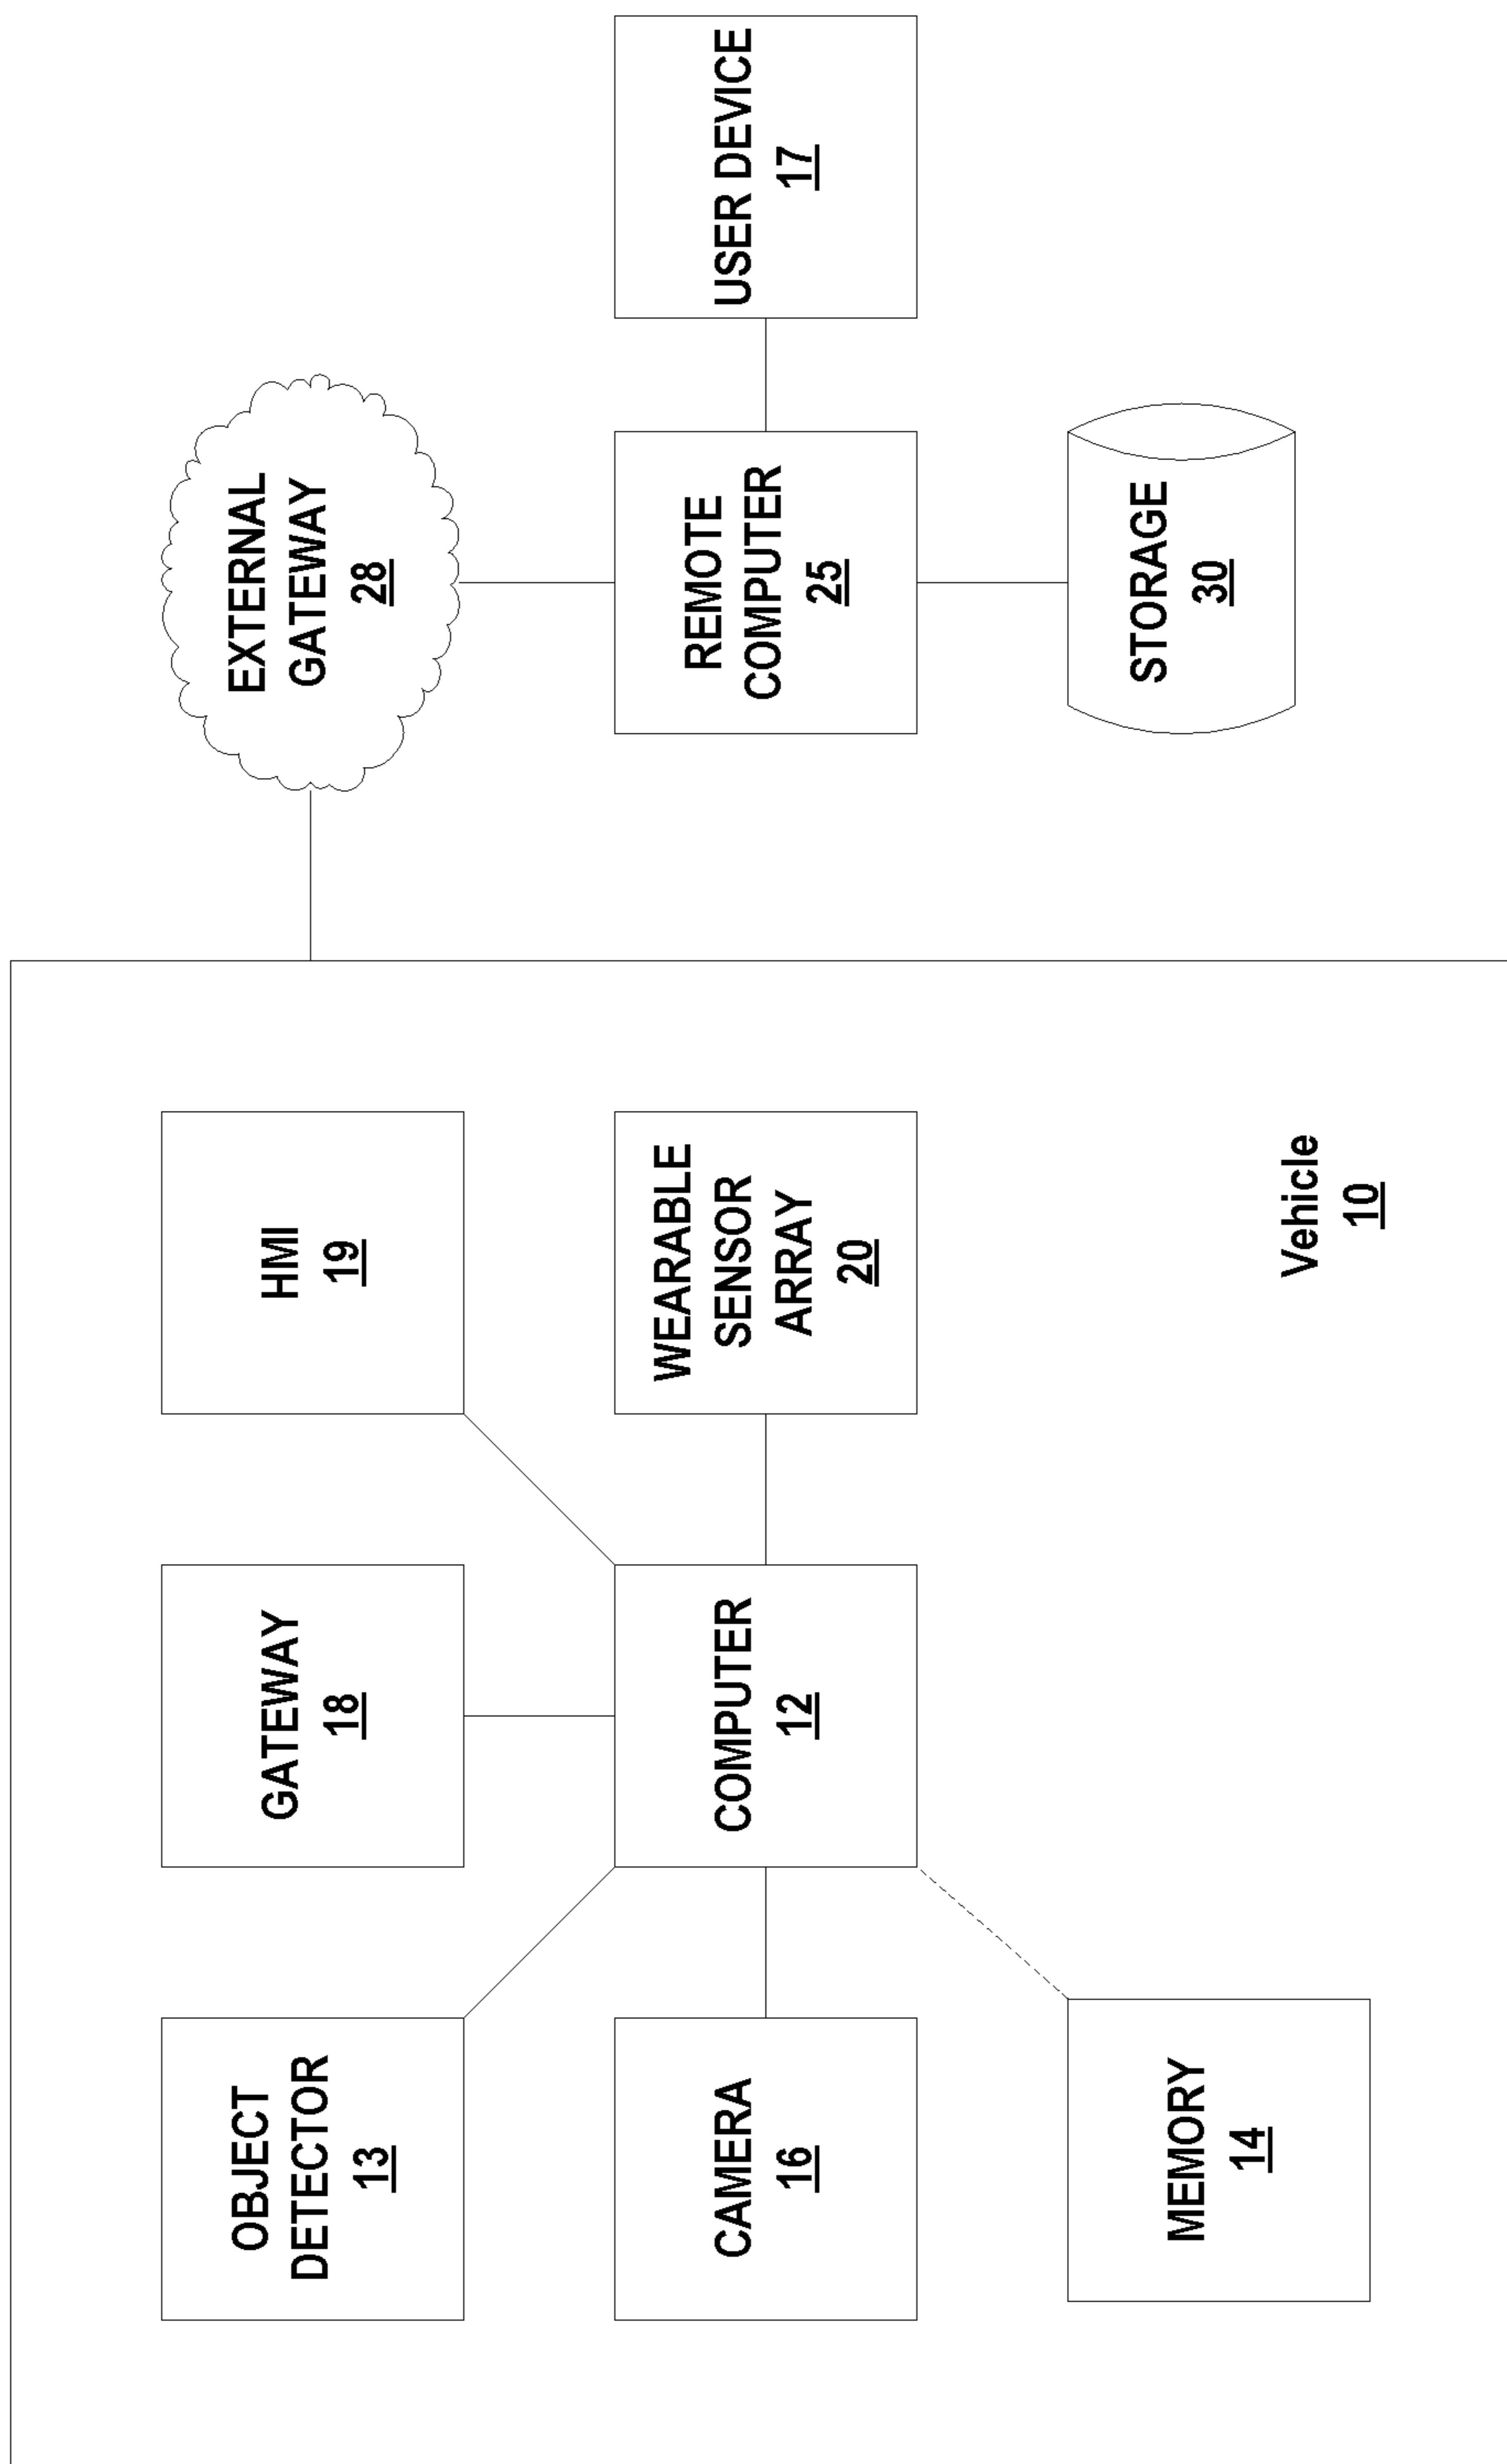 OBJECT
DETECTOR
13
GATEWAY
18
HMI
19
EXTERNAL
GATEWAY
28
CAMERA
16
COMPUTER
12
WEARABLE
SENSOR
ARRAY
20
REMOTE
COMPUTER
25
USER DEVICE
17
MEMORY
14
Vehicle
10
STORAGE
30